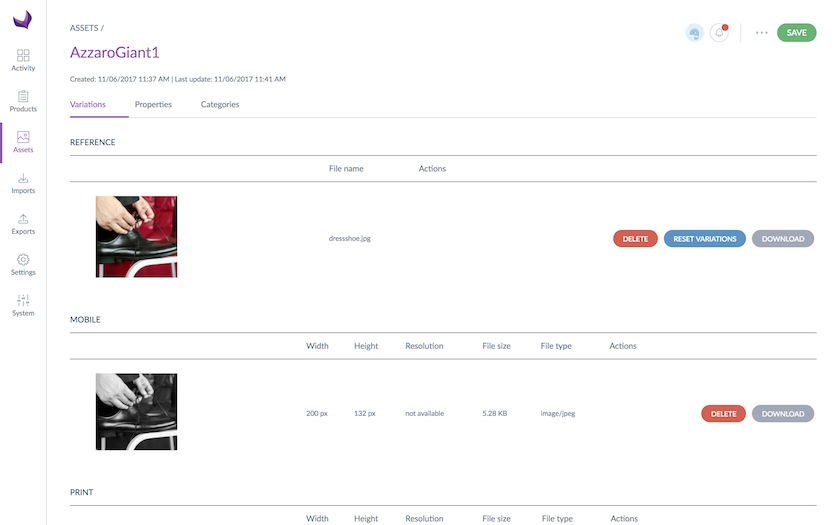 ASSETS /
AzzaroGiant1
SAVE
Created: 11/06/2017 11:37 AM | Last update: 11/06/2017 11:41 AM
Activity
Products
Assets
Imports
Exports
Settings
System
Variations Properties Categories
REFERENCE
File name Actions
dressshoe.jpg DELETE RESET VARIATIONS DOWNLOAD
MOBILE
Width Height Resolution File size File type Actions
200 px 132 px not available 5.28 KB image/jpeg DELETE DOWNLOAD
PRINT
Width Height Resolution File size File type Actions